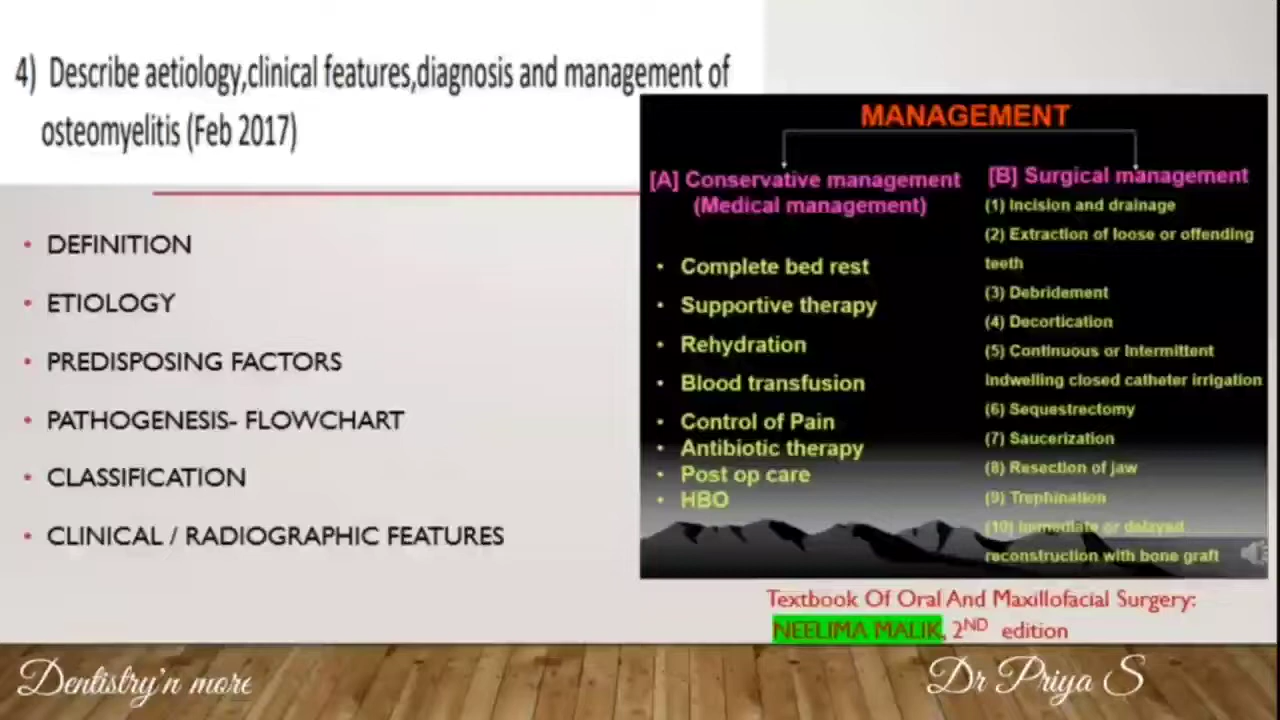 4) Describe aetiology,clinical features,diagnosis and management of
osteomyelitis (Feb 2017)
• DEFINITION
• ETIOLOGY
• PREDISPOSING FACTORS
• PATHOGENESIS- FLOWCHART
• CLASSIFICATION
• CLINICAL / RADIOGRAPHIC FEATURES
MANAGEMENT
[A] Conservative management
(Medical management)
• Complete bed rest
• Supportive therapy
• Rehydration
• Blood transfusion
• Control of Pain
• Antibiotic therapy
• Post op care
• HBO
[B] Surgical management
(1) Incision and drainage
(2) Extraction of loose or offending
teeth
(3) Debridement
(4) Decortication
(5) Continuous or Intermittent
Indwelling closed catheter irrigation
(6) Sequestrectomy
(7) Saucerization
(8) Resection of jaw
(9) Trephination
(10) Immediate or delayed
reconstruction with bone graft
Textbook Of Oral And Maxillofacial Surgery:
NEELIMA MALIK, 2ND edition
Dentistry'n more
Dr Priya S